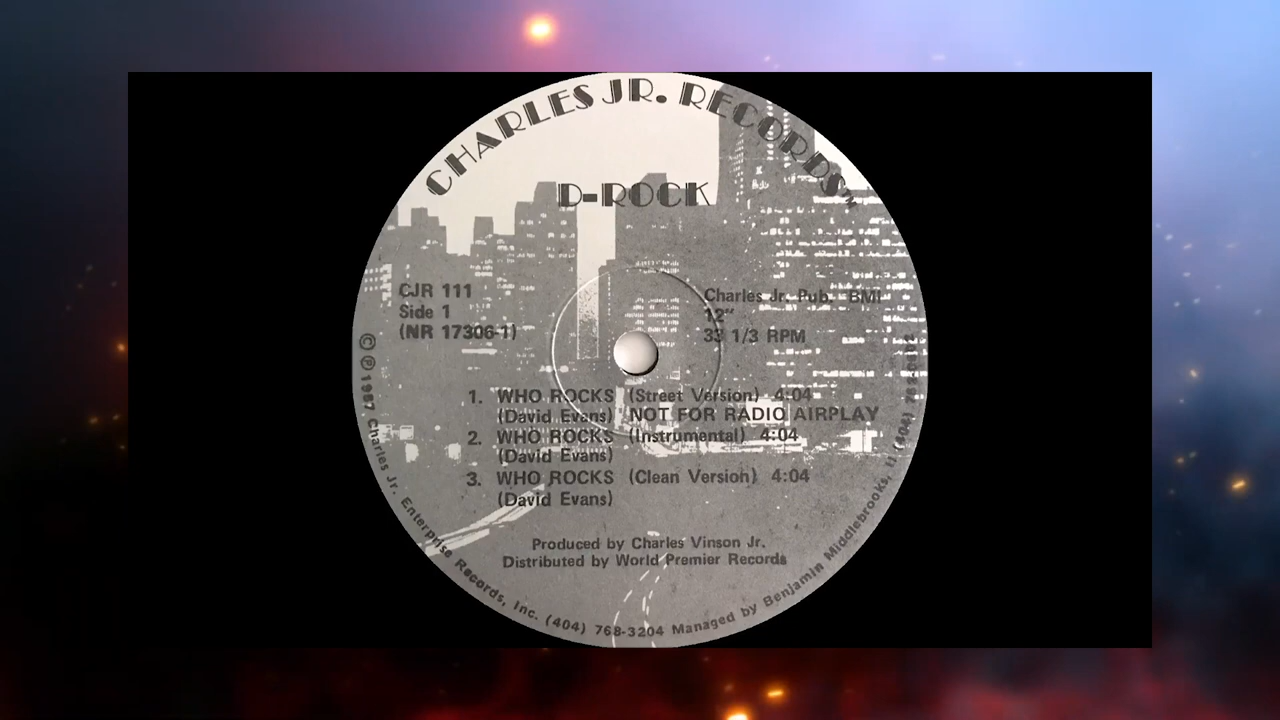 CHARLES JR. RECORDS™
D-ROCK
CJR 111
Side 1
(NR 17306-1)
Charles Jr. Pub. BMI
12"
33 1/3 RPM
1. WHO ROCKS (Street Version) 4:04
(David Evans) NOT FOR RADIO AIRPLAY
2. WHO ROCKS (Instrumental) 4:04
(David Evans)
3. WHO ROCKS (Clean Version) 4:04
(David Evans)
Produced by Charles Vinson Jr.
Distributed by World Premier Records
© ℗ 1987 Charles Jr. Enterprise Records, Inc. (404) 768-3204 Managed by Benjamin Middlebrooks, II (404)